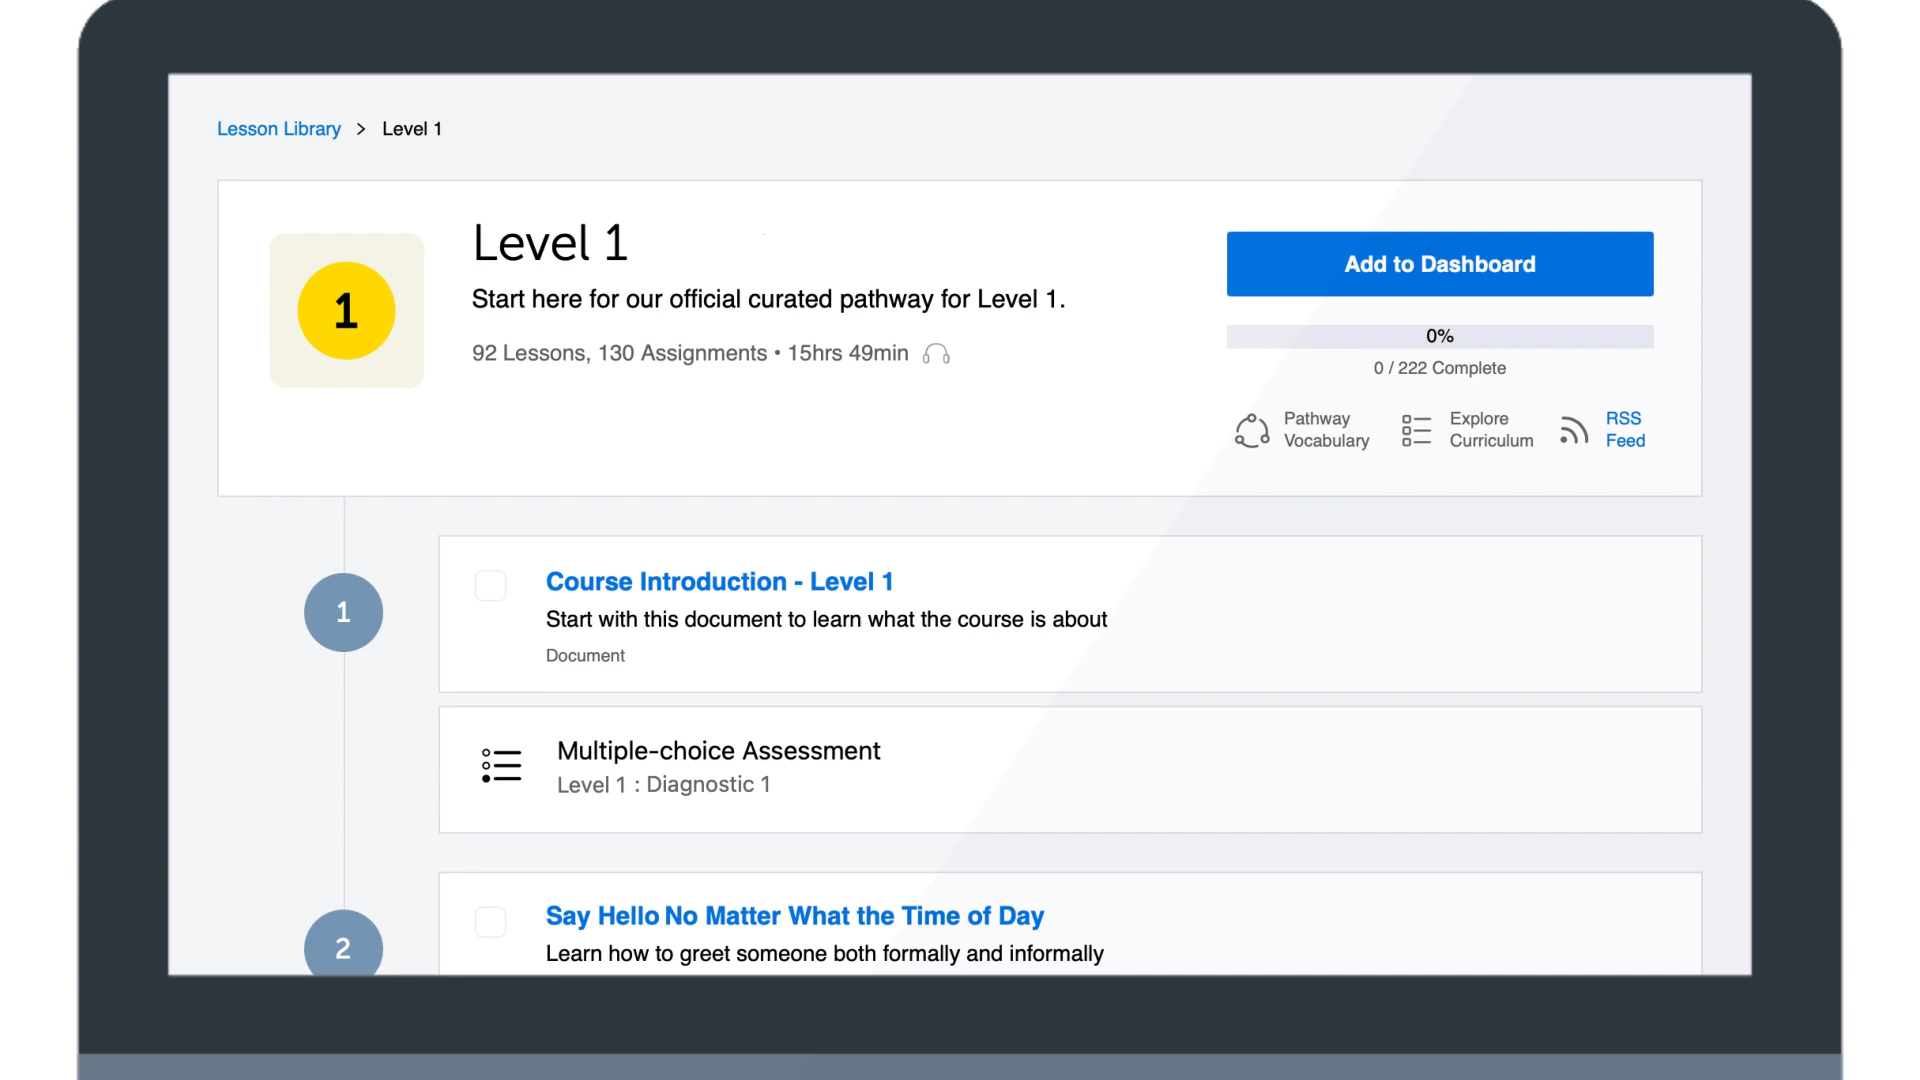 Lesson Library > Level 1
1
Level 1
Start here for our official curated pathway for Level 1.
92 Lessons, 130 Assignments • 15hrs 49min
Add to Dashboard
0%
0 / 222 Complete
Pathway
Vocabulary
Explore
Curriculum
RSS
Feed
1
Course Introduction - Level 1
Start with this document to learn what the course is about
Document
Multiple-choice Assessment
Level 1 : Diagnostic 1
2
Say Hello No Matter What the Time of Day
Learn how to greet someone both formally and informally